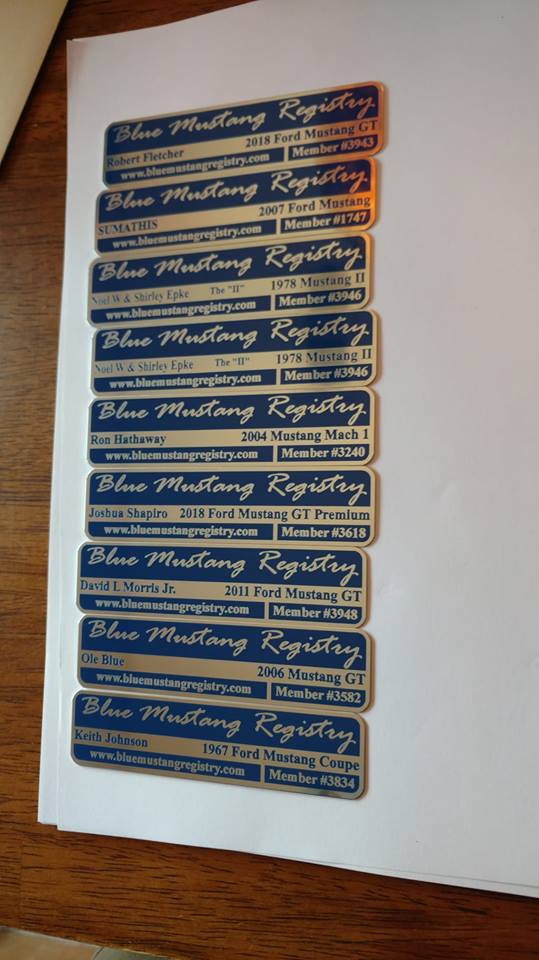 Blue Mustang Registry
Robert Fletcher 2018 Ford Mustang GT
www.bluemustangregistry.com Member #3943
Blue Mustang Registry
SUMATHIS 2007 Ford Mustang
www.bluemustangregistry.com Member #1747
Blue Mustang Registry
Noel W & Shirley Epke The "II" 1978 Mustang II
www.bluemustangregistry.com Member #3946
Blue Mustang Registry
Noel W & Shirley Epke The "II" 1978 Mustang II
www.bluemustangregistry.com Member #3946
Blue Mustang Registry
Ron Hathaway 2004 Mustang Mach 1
www.bluemustangregistry.com Member #3240
Blue Mustang Registry
Joshua Shapiro 2018 Ford Mustang GT Premium
www.bluemustangregistry.com Member #3618
Blue Mustang Registry
David L Morris Jr. 2011 Ford Mustang GT
www.bluemustangregistry.com Member #3948
Blue Mustang Registry
Ole Blue 2006 Mustang GT
www.bluemustangregistry.com Member #3582
Blue Mustang Registry
Keith Johnson 1967 Ford Mustang Coupe
www.bluemustangregistry.com Member #3834